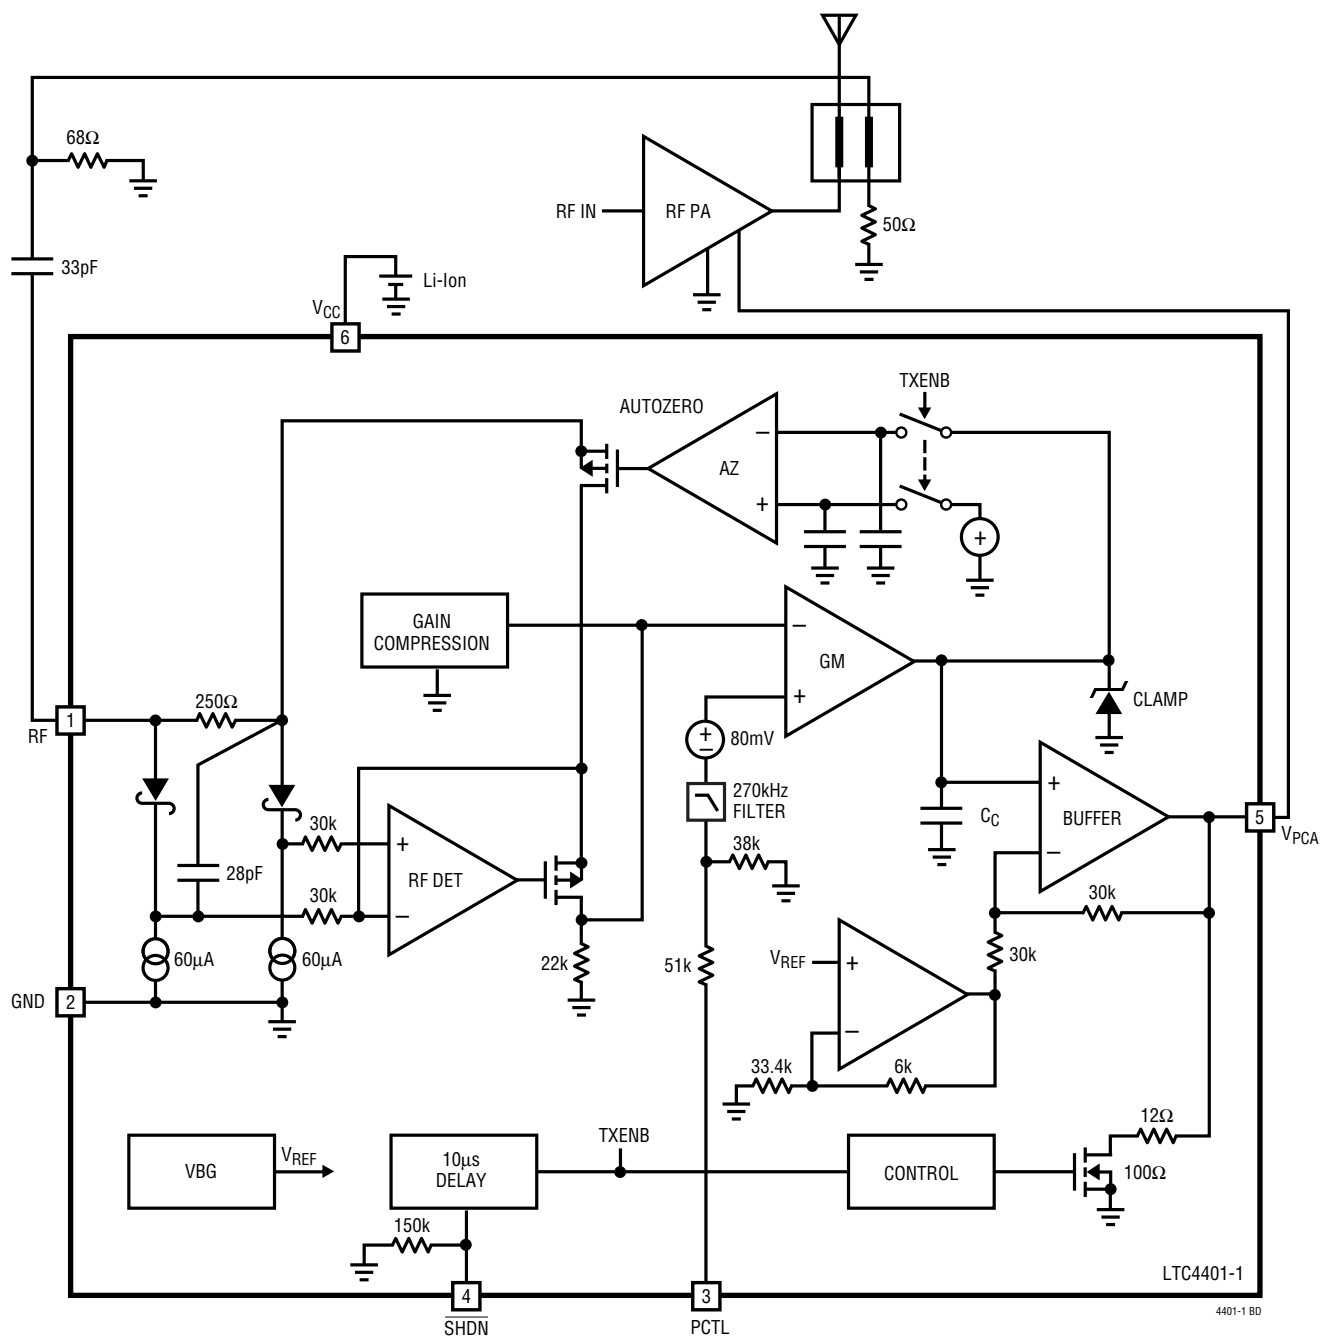 68Ω
RF IN
RF PA
50Ω
33pF
Li-Ion
VCC
6
TXENB
AUTOZERO
−
AZ
+
+
GAIN
COMPRESSION
−
GM
+
250Ω
1
RF
CLAMP
+
−
80mV
270kHz
FILTER
+
BUFFER
−
5
VPCA
CC
30k
+
RF DET
−
28pF
30k
38k
30k
60µA
60µA
22k
51k
VREF
+
−
30k
GND
2
33.4k
6k
VBG
VREF
10µs
DELAY
TXENB
CONTROL
12Ω
100Ω
150k
LTC4401-1
4
SHDN
3
PCTL
4401-1 BD